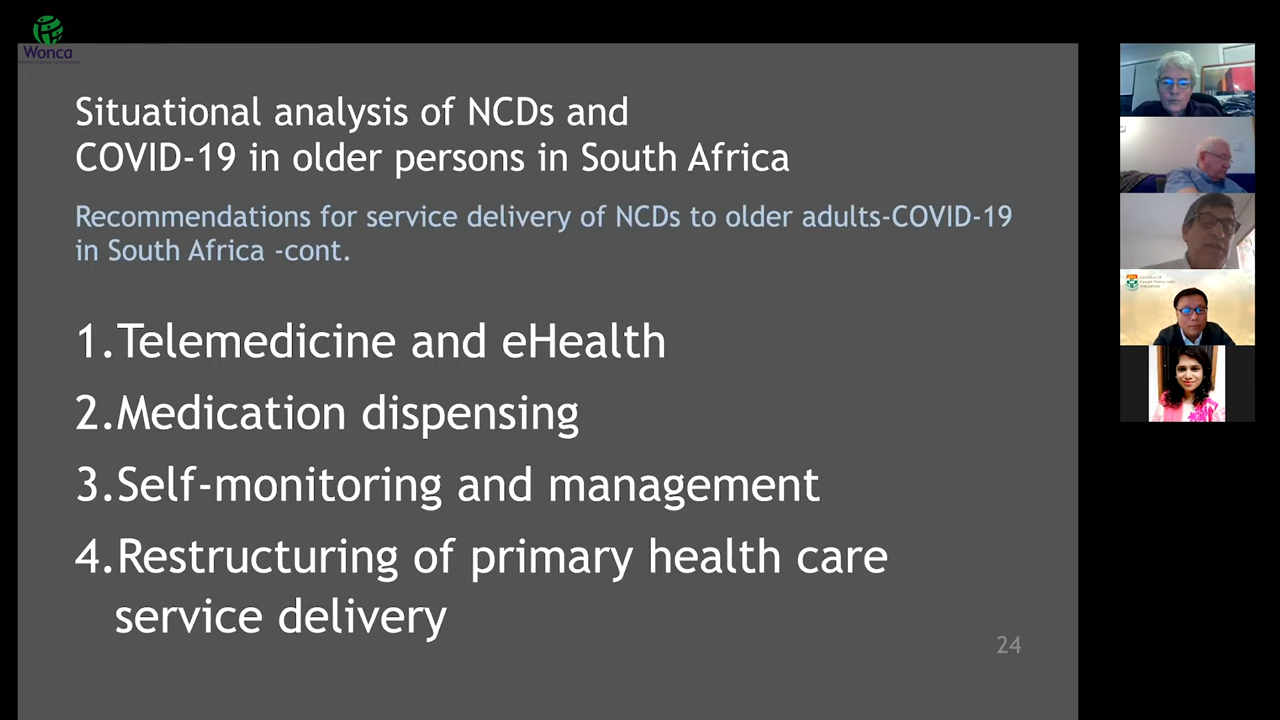 Wonca
Situational analysis of NCDs and
COVID-19 in older persons in South Africa
Recommendations for service delivery of NCDs to older adults-COVID-19
in South Africa -cont.
1.Telemedicine and eHealth
2.Medication dispensing
3.Self-monitoring and management
4.Restructuring of primary health care
service delivery
24